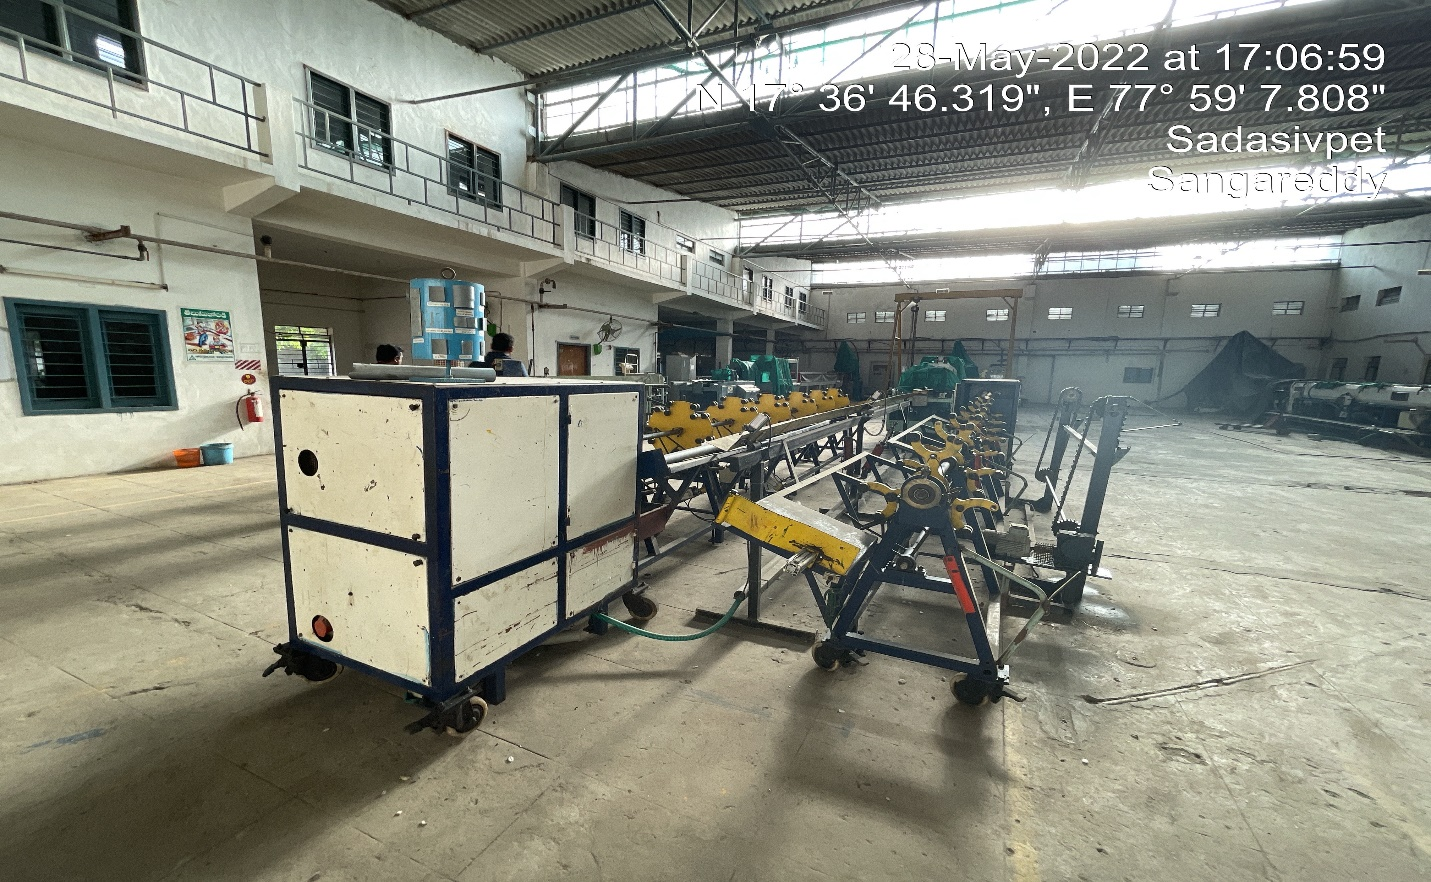 28-May-2022 at 17:06:59
N 17° 36' 46.319", E 77° 59' 7.808"
Sadasivpet
Sangareddy